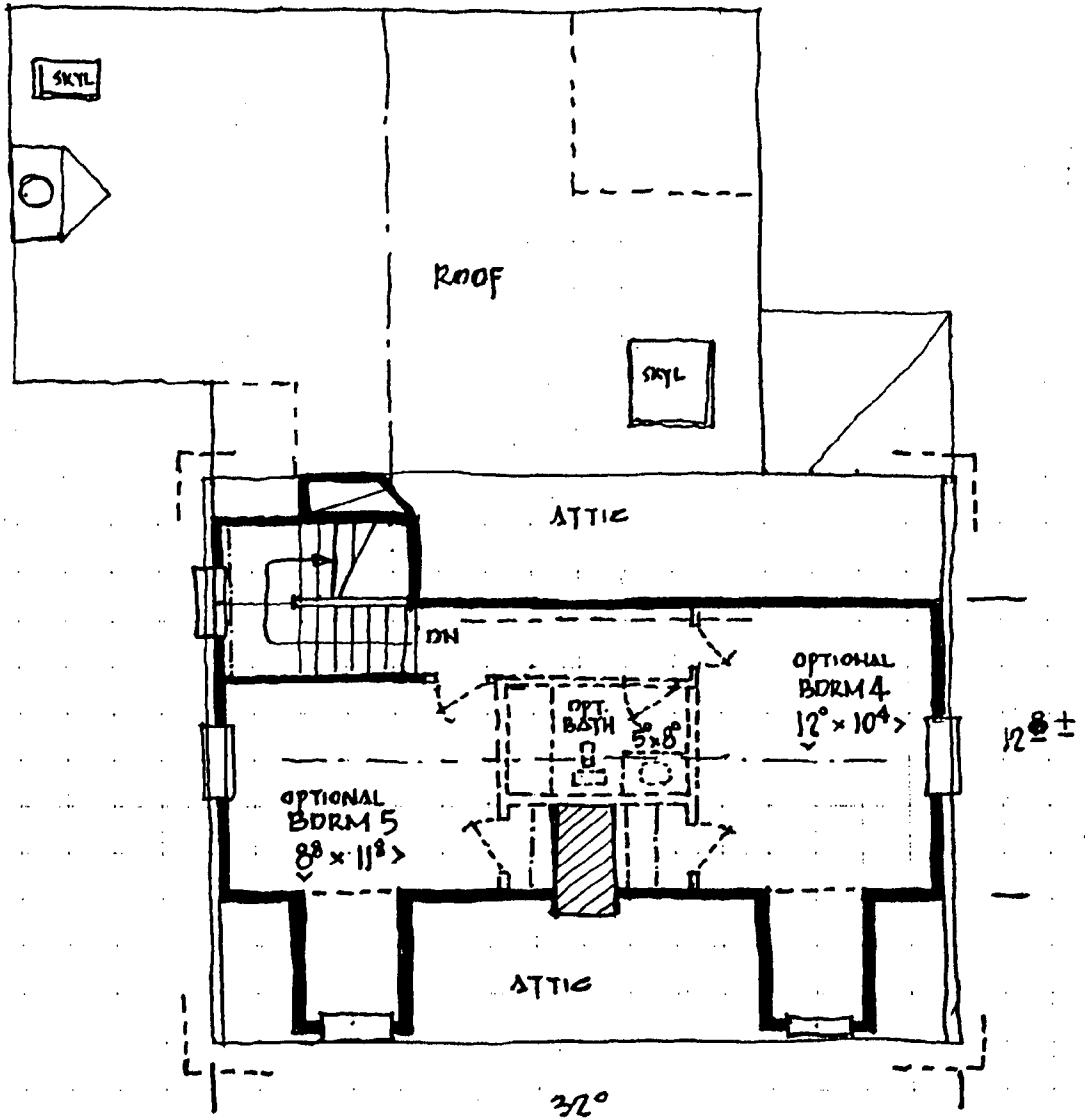 SKYL
ROOF
SKYL
ATTIC
DN
OPTIONAL
BDRM 4
12⁰ × 10⁴ >
OPT.
BATH
5⁰ × 8⁰
12⁸ ±
OPTIONAL
BDRM 5
8⁸ × 11⁸ >
ATTIC
32⁰